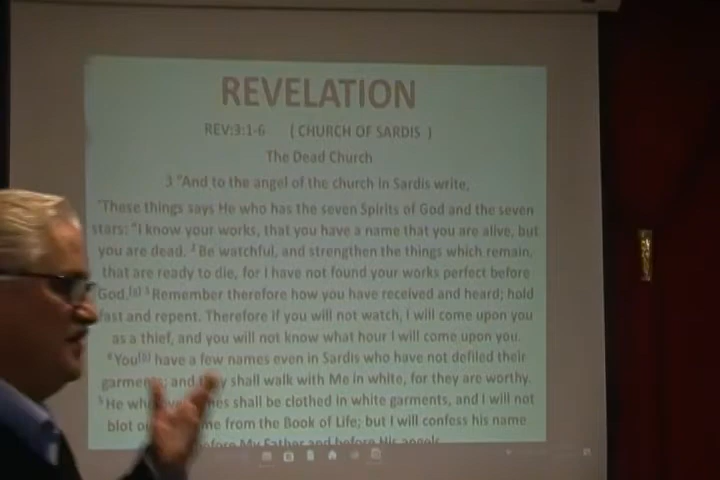 REVELATION
REV:3:1-6 ( CHURCH OF SARDIS )
The Dead Church
3 "And to the angel of the church in Sardis write,
'These things says He who has the seven Spirits of God and the seven
stars: "I know your works, that you have a name that you are alive, but
you are dead. 2 Be watchful, and strengthen the things which remain,
that are ready to die, for I have not found your works perfect before
God.[a] 3 Remember therefore how you have received and heard; hold
fast and repent. Therefore if you will not watch, I will come upon you
as a thief, and you will not know what hour I will come upon you.
4 You[b] have a few names even in Sardis who have not defiled their
garments; and they shall walk with Me in white, for they are worthy.
5 He who shall be clothed in white garments, and I will not
blot from the Book of Life; but I will confess his name
before My Father and before His angels